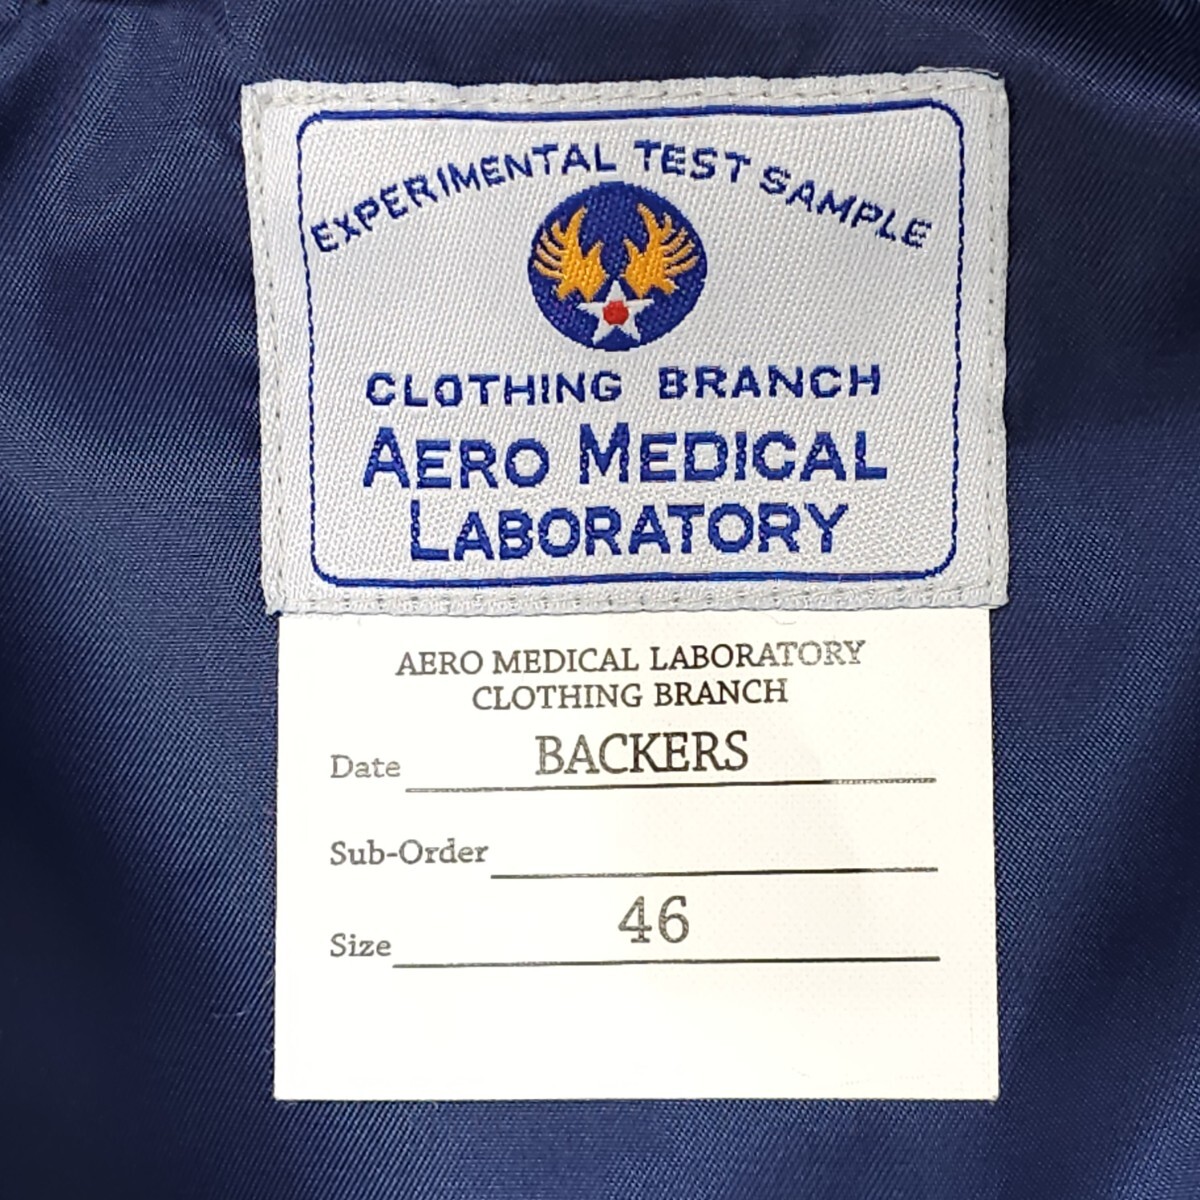 EXPERIMENTAL TEST SAMPLE
CLOTHING BRANCH
AERO MEDICAL
LABORATORY
AERO MEDICAL LABORATORY
CLOTHING BRANCH
Date BACKERS
Sub-Order
Size 46